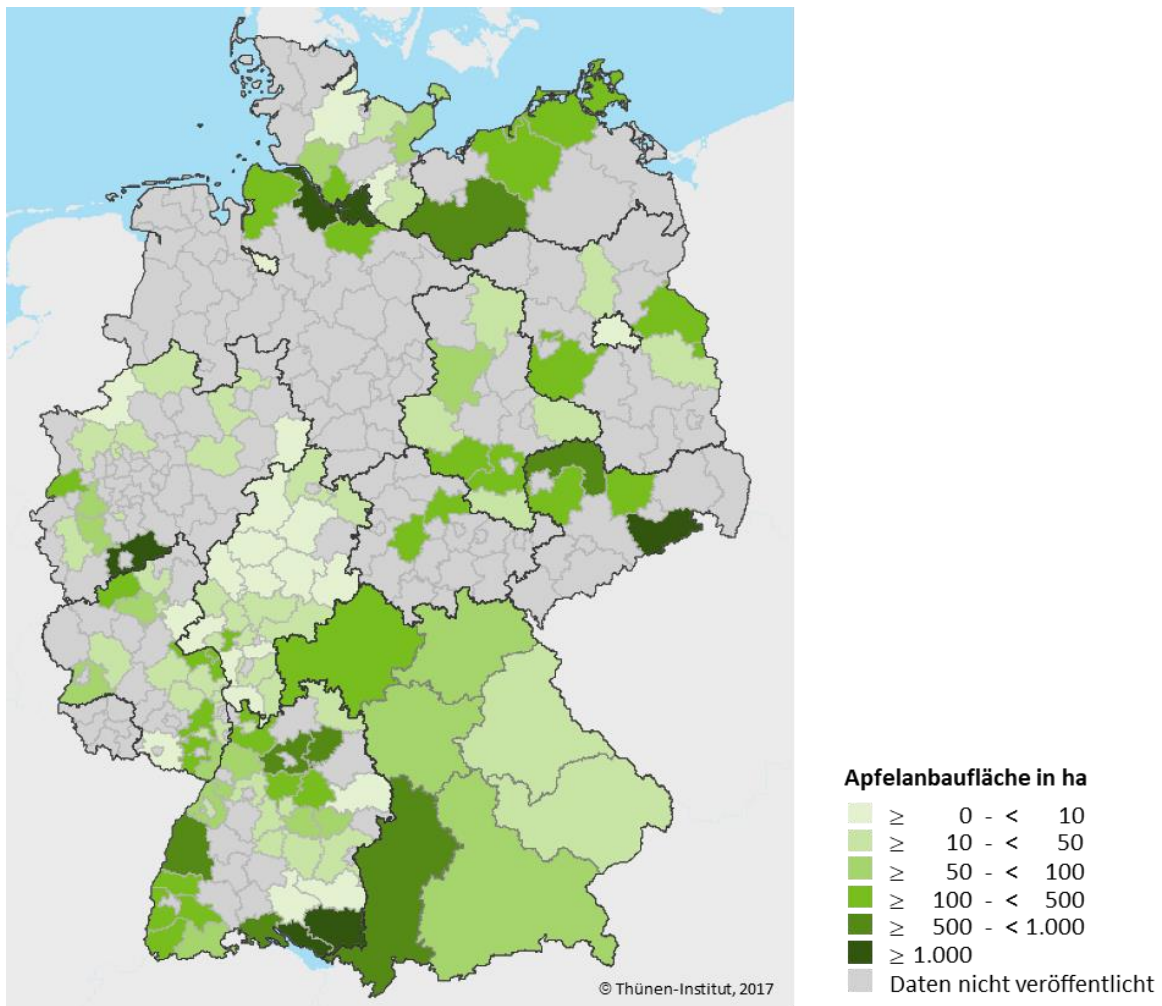 Apfelanbaufläche in ha
≥ 0 - < 10
≥ 10 - < 50
≥ 50 - < 100
≥ 100 - < 500
≥ 500 - < 1.000
≥ 1.000
Daten nicht veröffentlicht
© Thünen-Institut, 2017